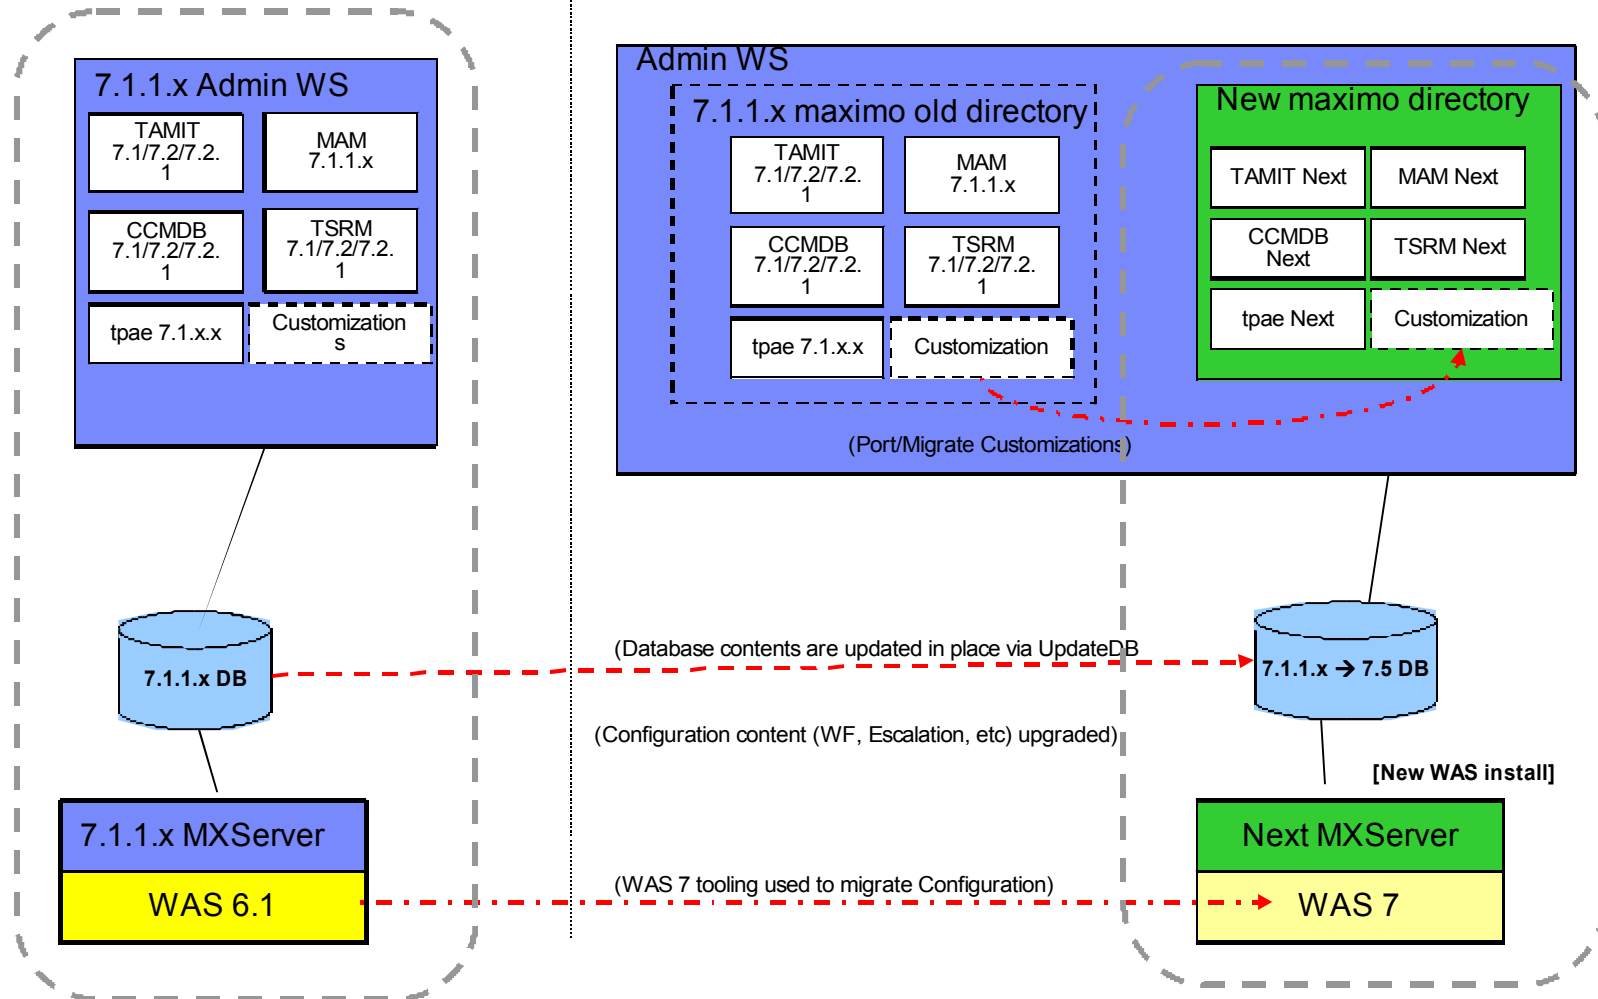 7.1.1.x Admin WS
TAMIT
7.1/7.2/7.2.
1
MAM
7.1.1.x
CCMDB
7.1/7.2/7.2.
1
TSRM
7.1/7.2/7.2.
1
tpae 7.1.x.x
Customization
s
7.1.1.x DB
7.1.1.x MXServer
WAS 6.1
Admin WS
7.1.1.x maximo old directory
TAMIT
7.1/7.2/7.2.
1
MAM
7.1.1.x
CCMDB
7.1/7.2/7.2.
1
TSRM
7.1/7.2/7.2.
1
tpae 7.1.x.x
Customization
(Port/Migrate Customizations)
New maximo directory
TAMIT Next
MAM Next
CCMDB
Next
TSRM Next
tpae Next
Customization
(Database contents are updated in place via UpdateDB
7.1.1.x → 7.5 DB
(Configuration content (WF, Escalation, etc) upgraded)
[New WAS install]
Next MXServer
(WAS 7 tooling used to migrate Configuration)
WAS 7